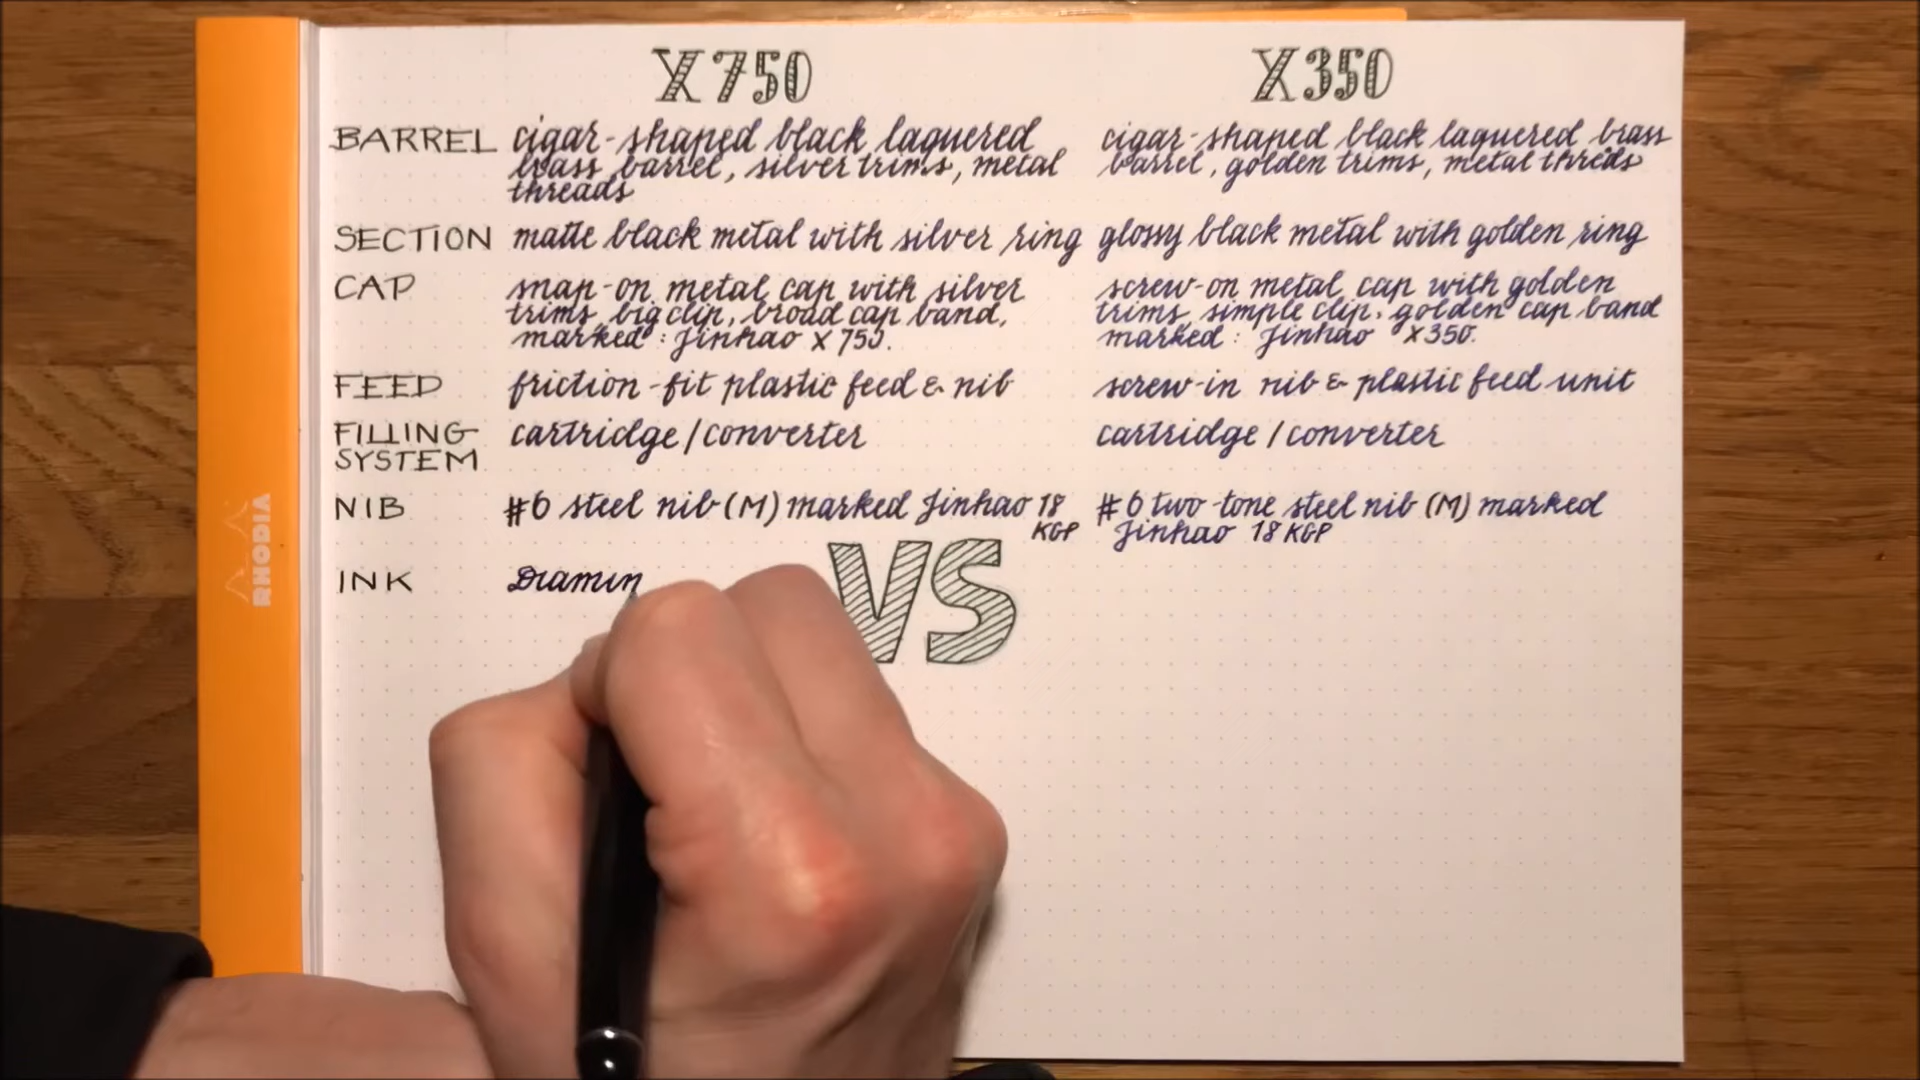 X750
X350
BARREL
cigar-shaped black laquered
brass barrel, silver trims, metal
threads
cigar-shaped black laquered brass
barrel, golden trims, metal threds
SECTION
matte black metal with silver ring
glossy black metal with golden ring
CAP
snap-on metal cap with silver
trims, big clip, broad cap band,
marked: Jinhao x 750.
screw-on metal cap with golden
trims, simple clip, golden cap band
marked: Jinhao x350.
FEED
friction-fit plastic feed & nib
screw-in nib & plastic feed unit
FILLING
SYSTEM
cartridge/converter
cartridge/converter
NIB
#6 steel nib (M) marked Jinhao 18
KGP
#6 two-tone steel nib (M) marked
Jinhao 18 KGP
VS
INK
Diamin
RHODIA